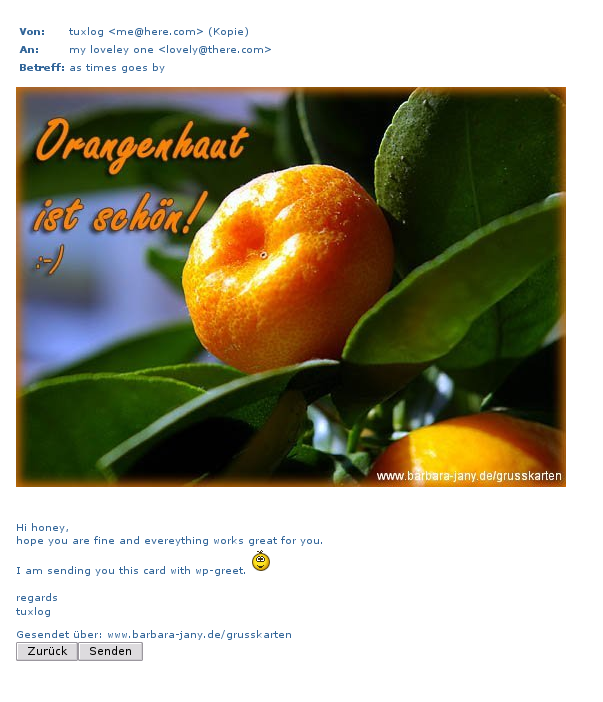 Von: tuxlog <me@here.com> (Kopie)
An: my loveley one <lovely@there.com>
Betreff: as times goes by
Orangenhaut
ist schön!
:-)
www.barbara-jany.de/grusskarten
Hi honey,
hope you are fine and evereything works great for you.
I am sending you this card with wp-greet.
regards
tuxlog
Gesendet über: www.barbara-jany.de/grusskarten
Zurück Senden